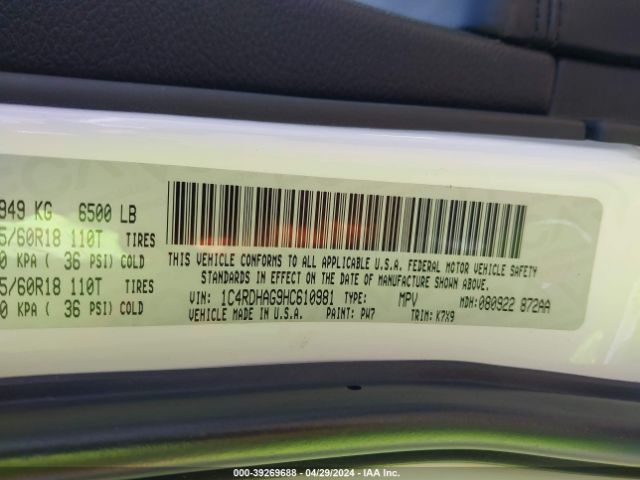 949 KG 6500 LB
5/60R18 110T TIRES
0 KPA ( 36 PSI) COLD
5/60R18 110T TIRES
0 KPA ( 36 PSI) COLD
THIS VEHICLE CONFORMS TO ALL APPLICABLE U.S.A. FEDERAL MOTOR VEHICLE SAFETY
STANDARDS IN EFFECT ON THE DATE OF MANUFACTURE SHOWN ABOVE.
VIN: 1C4RDHAG9HC610981 TYPE: MPV MDH:080922 872AA
VEHICLE MADE IN U.S.A. PAINT: PW7 TRIM: K7X9
000-39269688 - 04/29/2024 - IAA Inc.